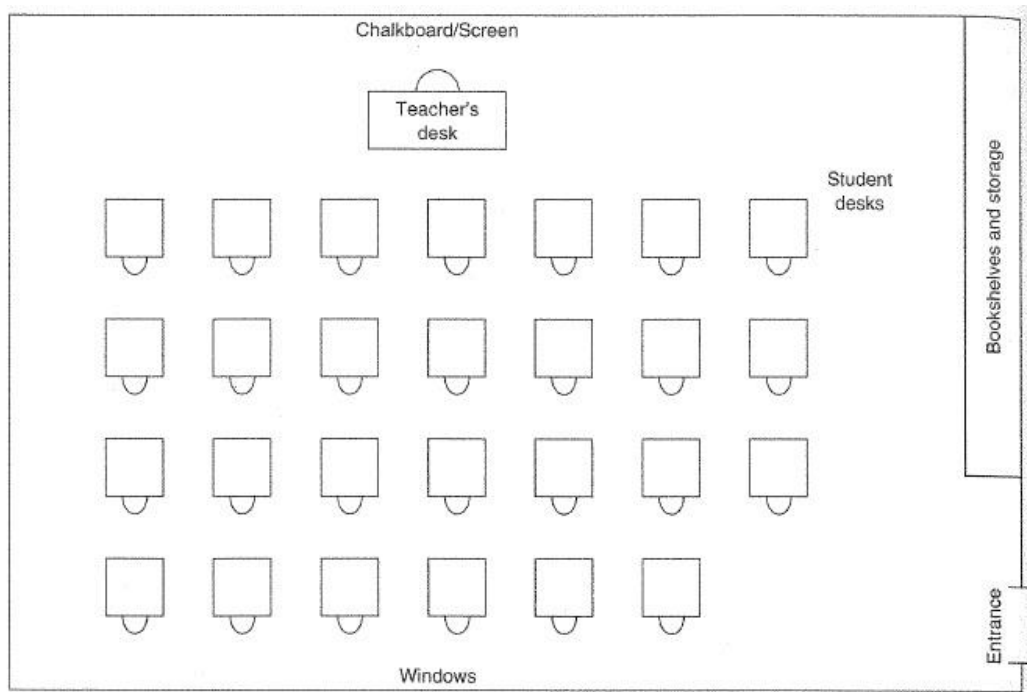 Chalkboard/Screen
Teacher's
desk
Student
desks
Bookshelves and storage
Entrance
Windows